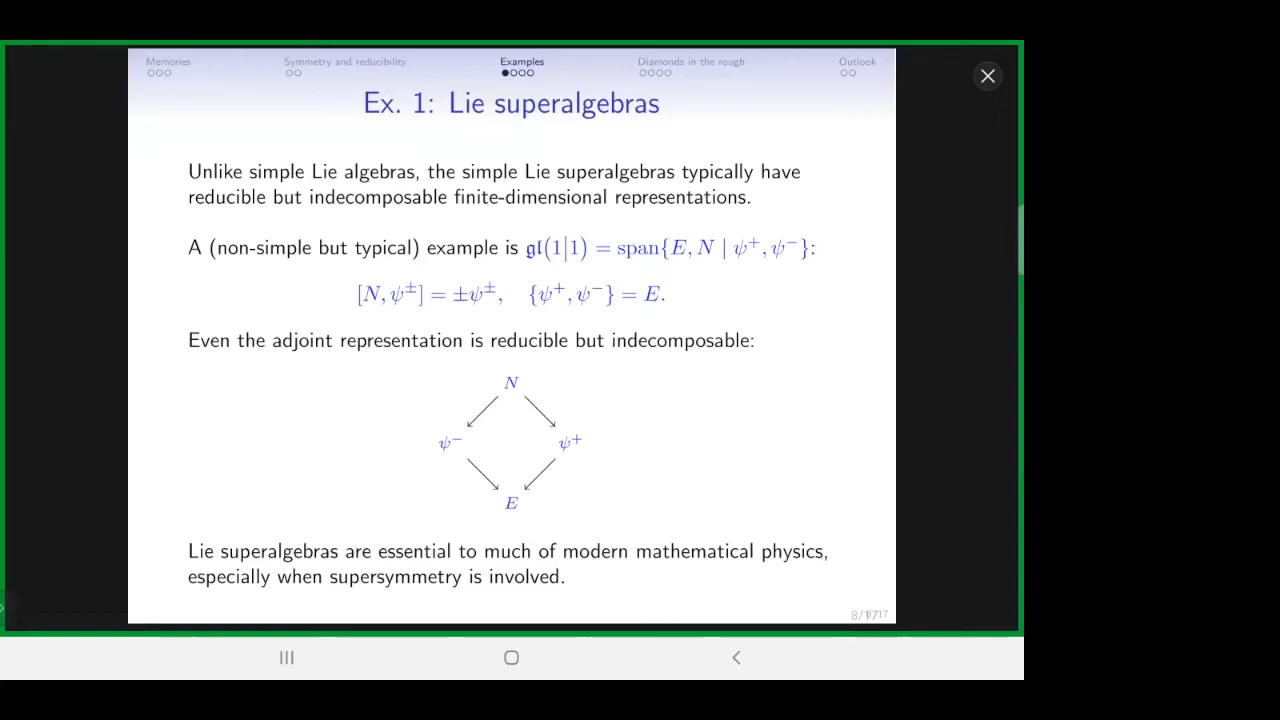 Memories Symmetry and reducibility Examples Diamonds in the rough Outlook
Ex. 1: Lie superalgebras
Unlike simple Lie algebras, the simple Lie superalgebras typically have
reducible but indecomposable finite-dimensional representations.
A (non-simple but typical) example is 𝔤𝔩(1|1) = span{E, N | ψ⁺, ψ⁻}:
[N, ψ^±] = ±ψ^±, {ψ⁺, ψ⁻} = E.
Even the adjoint representation is reducible but indecomposable:
N
ψ⁻ ψ⁺
E
Lie superalgebras are essential to much of modern mathematical physics,
especially when supersymmetry is involved.
8/17